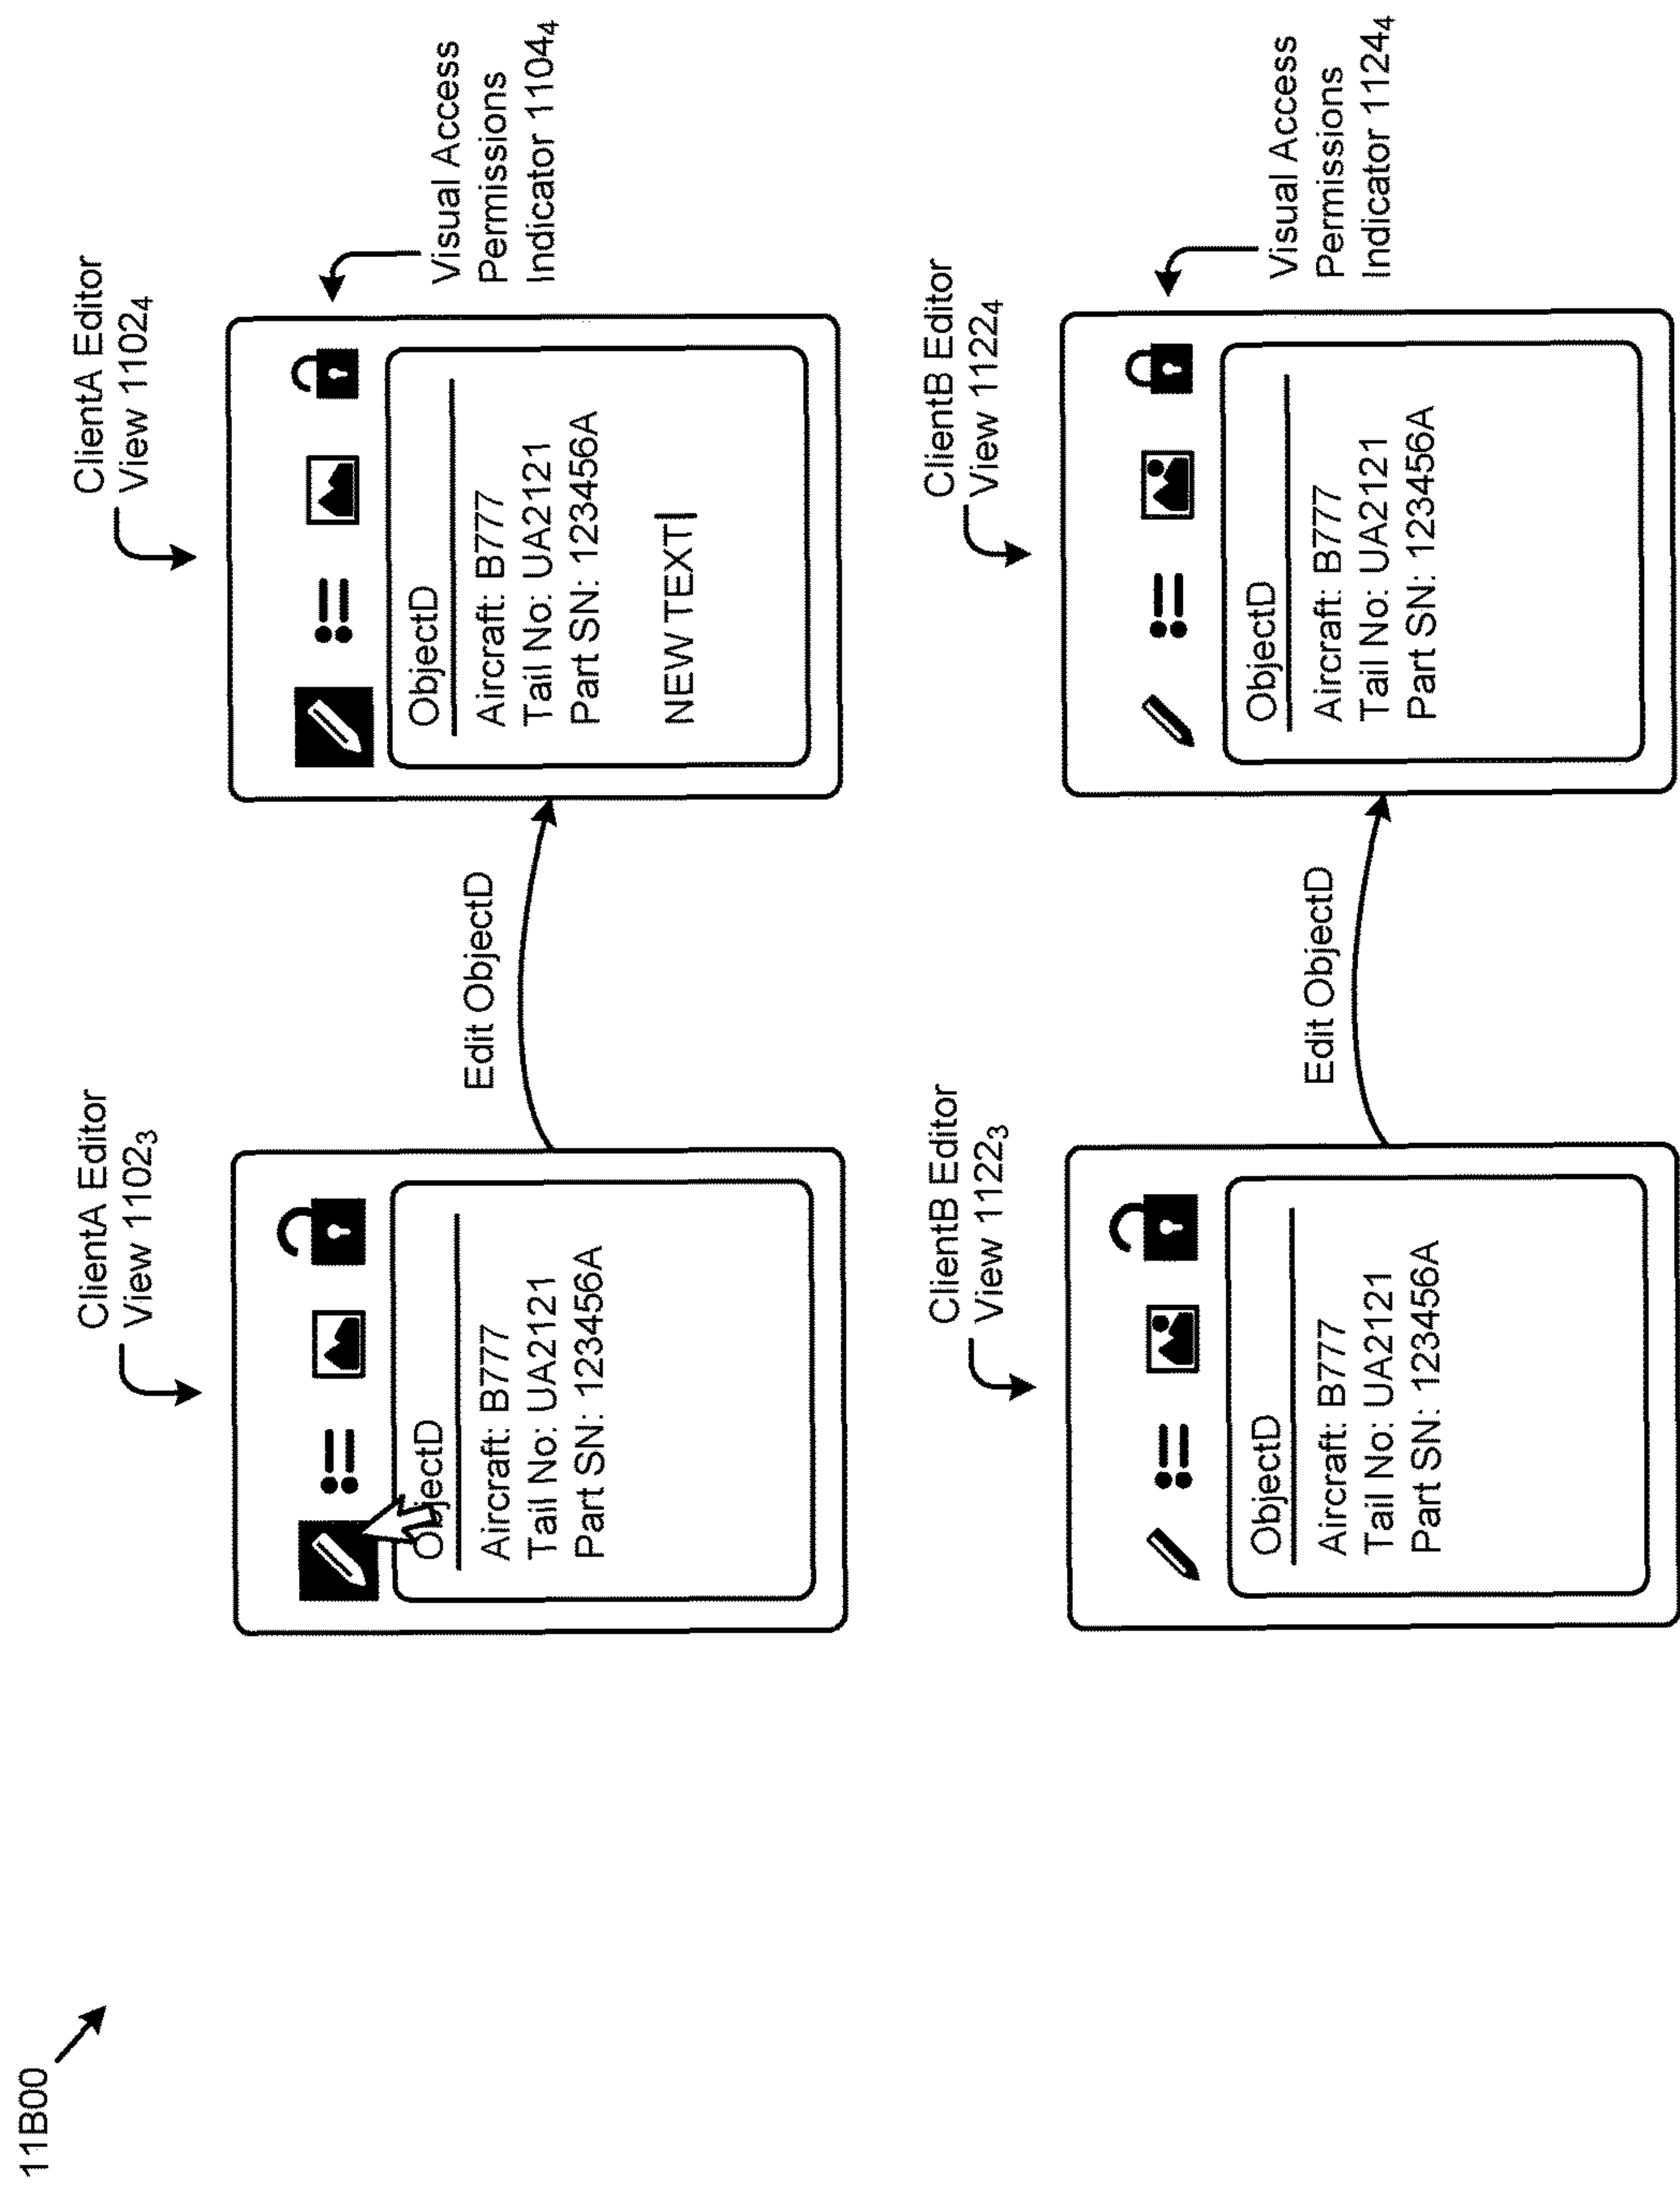 11B00
ClientA Editor
View 1102₃
ObjectD
Aircraft: B777
Tail No: UA2121
Part SN: 123456A
Edit ObjectD
ClientA Editor
View 1102₄
ObjectD
Aircraft: B777
Tail No: UA2121
Part SN: 123456A
NEW TEXT
Visual Access
Permissions
Indicator 1104₄
ClientB Editor
View 1122₃
ObjectD
Aircraft: B777
Tail No: UA2121
Part SN: 123456A
Edit ObjectD
ClientB Editor
View 1122₄
ObjectD
Aircraft: B777
Tail No: UA2121
Part SN: 123456A
Visual Access
Permissions
Indicator 1124₄